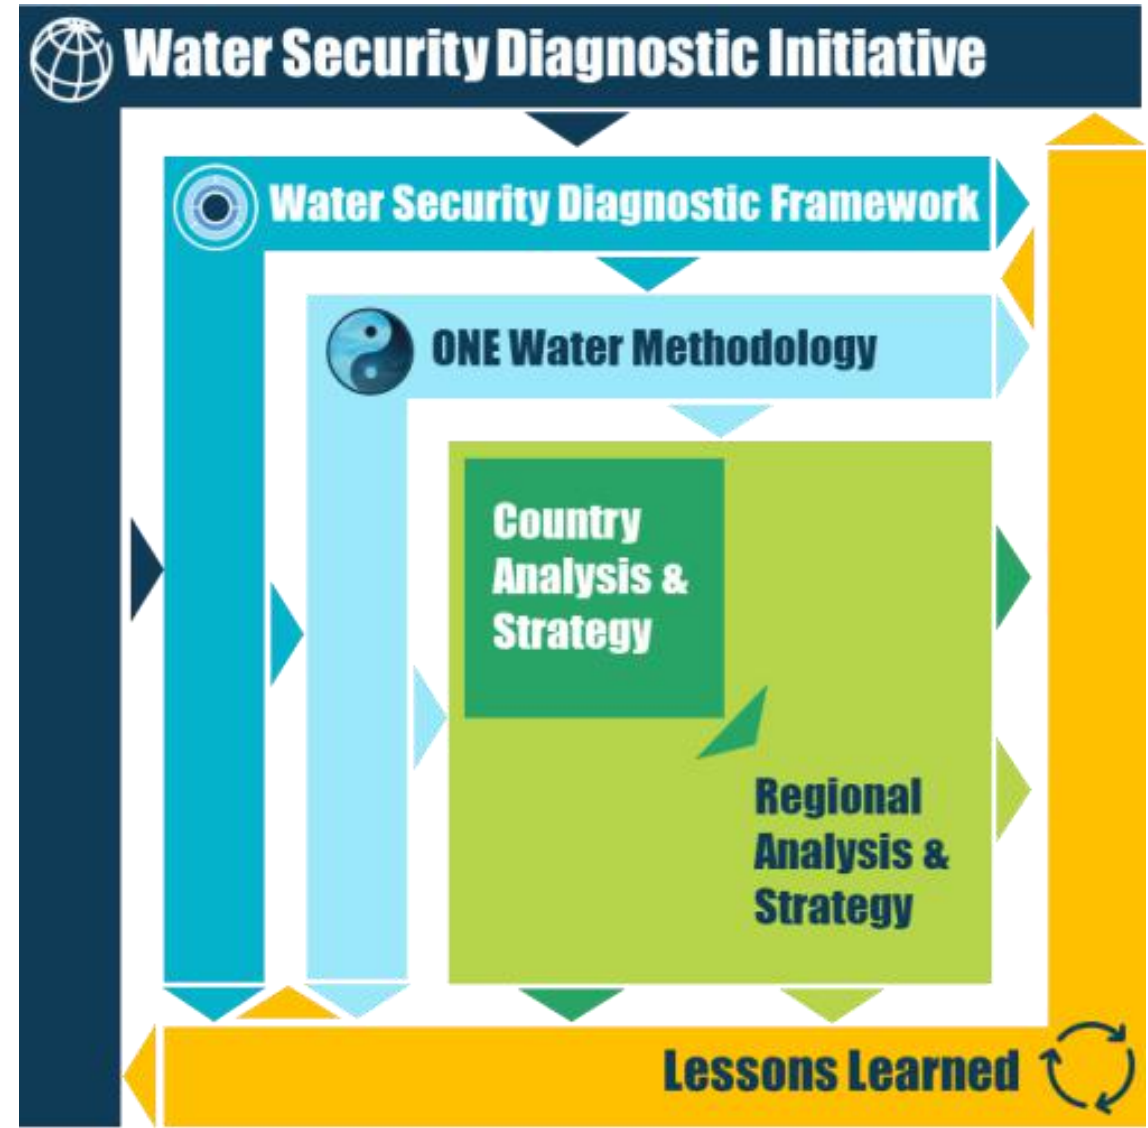 Water Security Diagnostic Initiative
Water Security Diagnostic Framework
ONE Water Methodology
Country
Analysis &
Strategy
Regional
Analysis &
Strategy
Lessons Learned